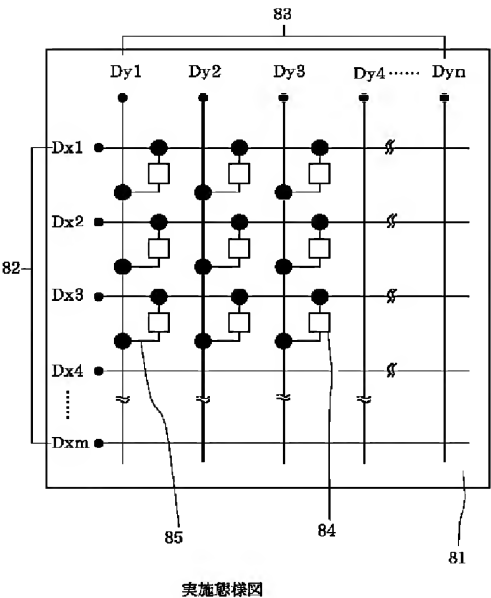 83
Dy1 Dy2 Dy3 Dy4 ······ Dyn
Dx1
Dx2
82
Dx3
Dx4
······
Dxm
85
84
81
実施態様図